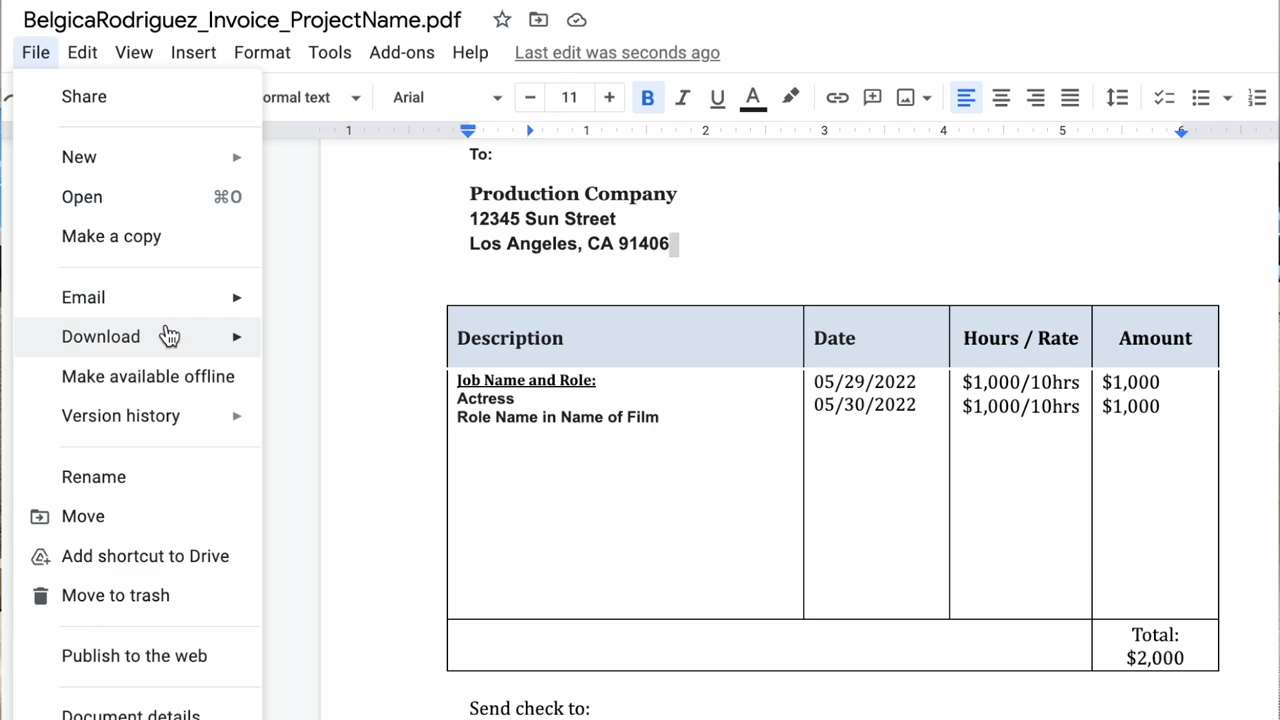 BelgicaRodriguez_Invoice_ProjectName.pdf
File Edit View Insert Format Tools Add-ons Help Last edit was seconds ago
Share
New
Open ⌘O
Make a copy
Email
Download
Make available offline
Version history
Rename
Move
Add shortcut to Drive
Move to trash
Publish to the web
Document details
ormal text Arial 11 B I U A
1 1 2 3 4 5 6
To:
Production Company
12345 Sun Street
Los Angeles, CA 91406
Description Date Hours / Rate Amount
Job Name and Role:
Actress
Role Name in Name of Film
05/29/2022 $1,000/10hrs $1,000
05/30/2022 $1,000/10hrs $1,000
Total:
$2,000
Send check to: